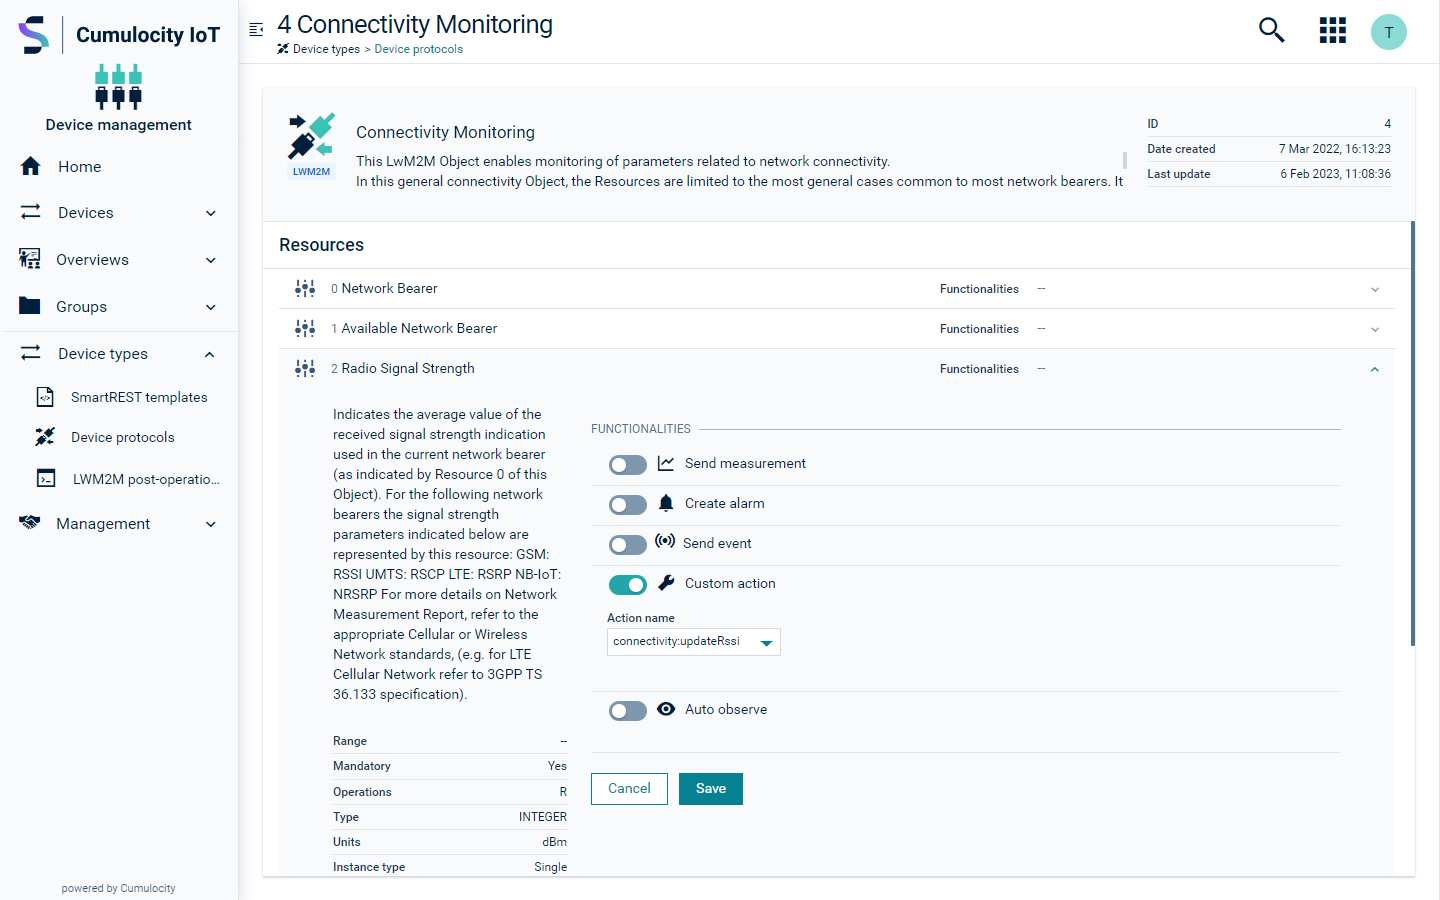 Cumulocity IoT
Device management
Home
Devices
Overviews
Groups
Device types
SmartREST templates
Device protocols
LWM2M post-operatio...
Management
powered by Cumulocity
4 Connectivity Monitoring
Device types > Device protocols
T
LWM2M
Connectivity Monitoring
This LwM2M Object enables monitoring of parameters related to network connectivity.
In this general connectivity Object, the Resources are limited to the most general cases common to most network bearers. It
ID 4
Date created 7 Mar 2022, 16:13:23
Last update 6 Feb 2023, 11:08:36
Resources
0 Network Bearer Functionalities --
1 Available Network Bearer Functionalities --
2 Radio Signal Strength Functionalities --
Indicates the average value of the
received signal strength indication
used in the current network bearer
(as indicated by Resource 0 of this
Object). For the following network
bearers the signal strength
parameters indicated below are
represented by this resource: GSM:
RSSI UMTS: RSCP LTE: RSRP NB-IoT:
NRSRP For more details on Network
Measurement Report, refer to the
appropriate Cellular or Wireless
Network standards, (e.g. for LTE
Cellular Network refer to 3GPP TS
36.133 specification).
Range --
Mandatory Yes
Operations R
Type INTEGER
Units dBm
Instance type Single
FUNCTIONALITIES
Send measurement
Create alarm
Send event
Custom action
Action name
connectivity:updateRssi
Auto observe
Cancel Save